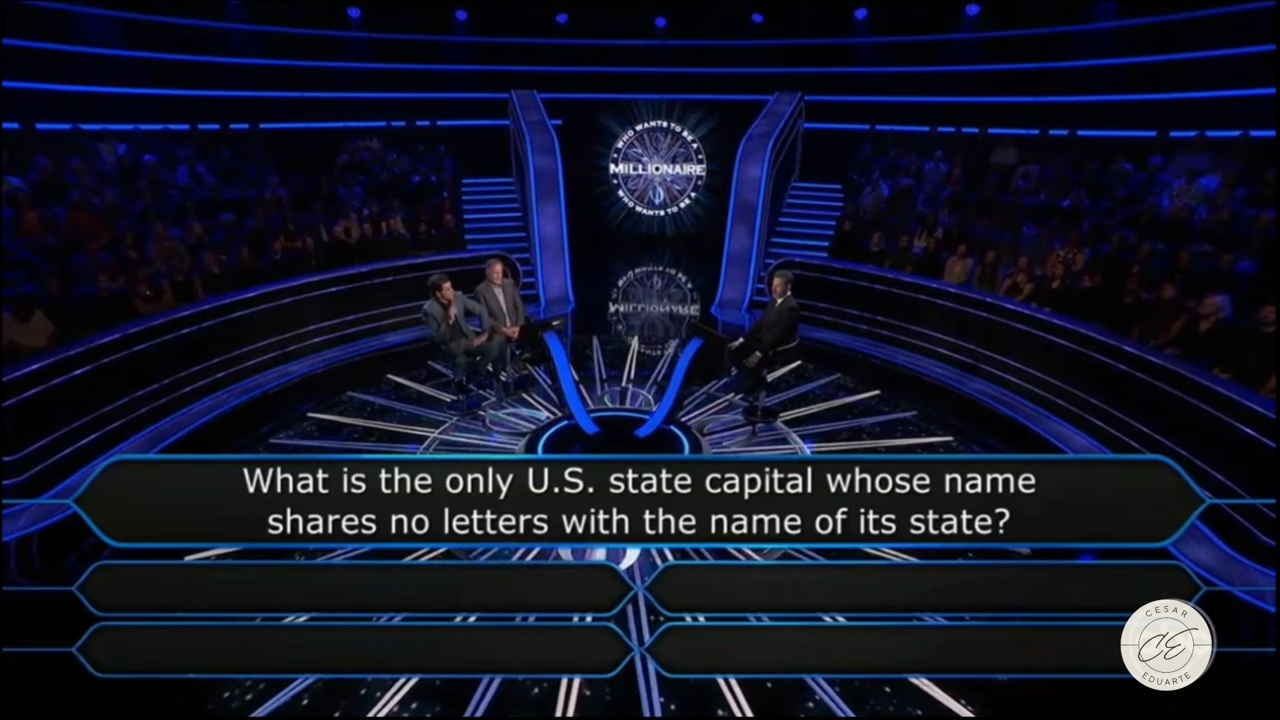 WHO WANTS TO BE A
MILLIONAIRE
WHO WANTS TO BE A
MILLIONAIRE
What is the only U.S. state capital whose name
shares no letters with the name of its state?
CESAR
CE
EDUARTE